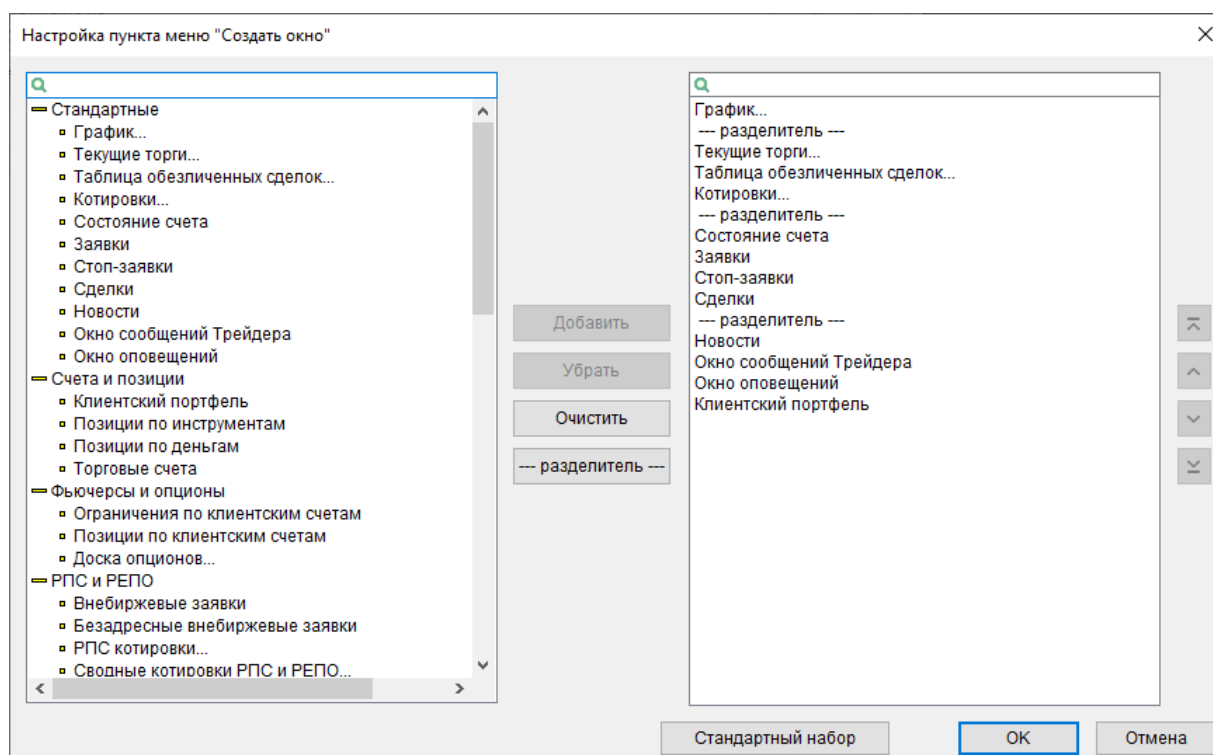 Настройка пункта меню "Создать окно"
Стандартные
График...
Текущие торги...
Таблица обезличенных сделок...
Котировки...
Состояние счета
Заявки
Стоп-заявки
Сделки
Новости
Окно сообщений Трейдера
Окно оповещений
Счета и позиции
Клиентский портфель
Позиции по инструментам
Позиции по деньгам
Торговые счета
Фьючерсы и опционы
Ограничения по клиентским счетам
Позиции по клиентским счетам
Доска опционов...
РПС и РЕПО
Внебиржевые заявки
Безадресные внебиржевые заявки
РПС котировки...
Сводные котировки РПС и РЕПО...
Добавить
Убрать
Очистить
--- разделитель ---
График...
--- разделитель ---
Текущие торги...
Таблица обезличенных сделок...
Котировки...
--- разделитель ---
Состояние счета
Заявки
Стоп-заявки
Сделки
--- разделитель ---
Новости
Окно сообщений Трейдера
Окно оповещений
Клиентский портфель
Стандартный набор
OK
Отмена